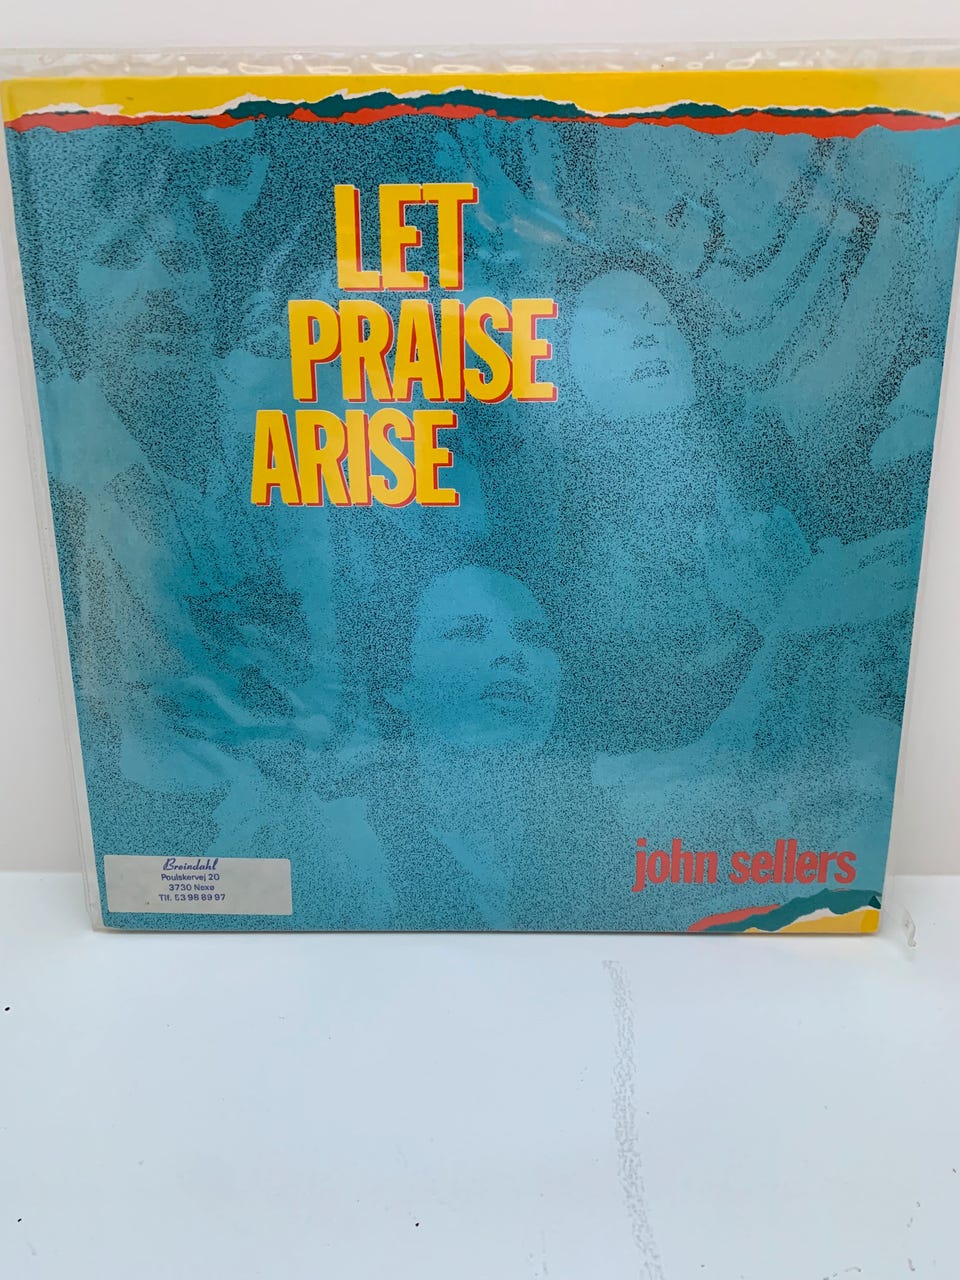 LET
PRAISE
ARISE
john sellers
Breindahl
Poulskervej 20
3730 Nexø
Tlf. 53 98 89 97